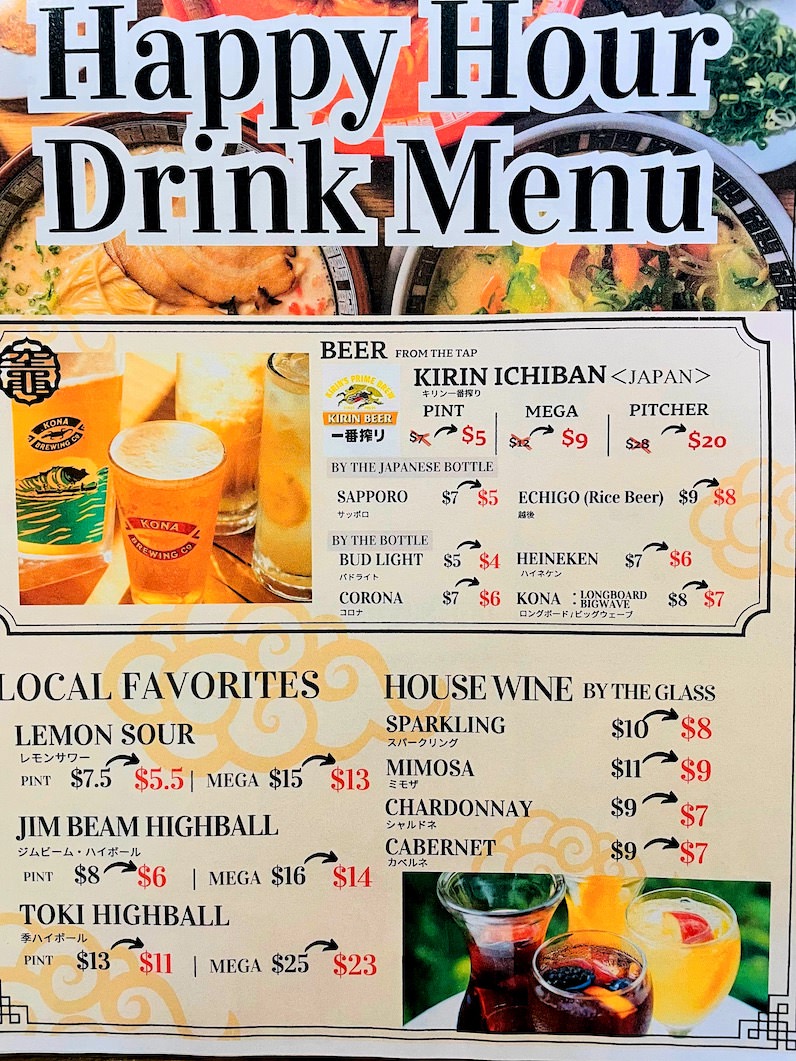 Happy Hour
Drink Menu
BEER FROM THE TAP
KIRIN'S PRIME BREW
KIRIN BEER
一番搾り
KIRIN ICHIBAN <JAPAN>
キリン一番搾り
PINT MEGA PITCHER
$7 $5 $12 $9 $28 $20
BY THE JAPANESE BOTTLE
SAPPORO $7 $5 ECHIGO (Rice Beer) $9 $8
サッポロ 越後
BY THE BOTTLE
BUD LIGHT $5 $4 HEINEKEN $7 $6
バドライト ハイネケン
CORONA $7 $6 KONA : LONGBOARD BIGWAVE $8 $7
コロナ ロングボード/ビッグウェーブ
KONA
BREWING CO
KONA
BREWING CO
LOCAL FAVORITES
LEMON SOUR
レモンサワー
PINT $7.5 $5.5 | MEGA $15 $13
JIM BEAM HIGHBALL
ジムビーム・ハイボール
PINT $8 $6 | MEGA $16 $14
TOKI HIGHBALL
季ハイボール
PINT $13 $11 | MEGA $25 $23
HOUSE WINE BY THE GLASS
SPARKLING $10 $8
スパークリング
MIMOSA $11 $9
ミモザ
CHARDONNAY $9 $7
シャルドネ
CABERNET $9 $7
カベルネ